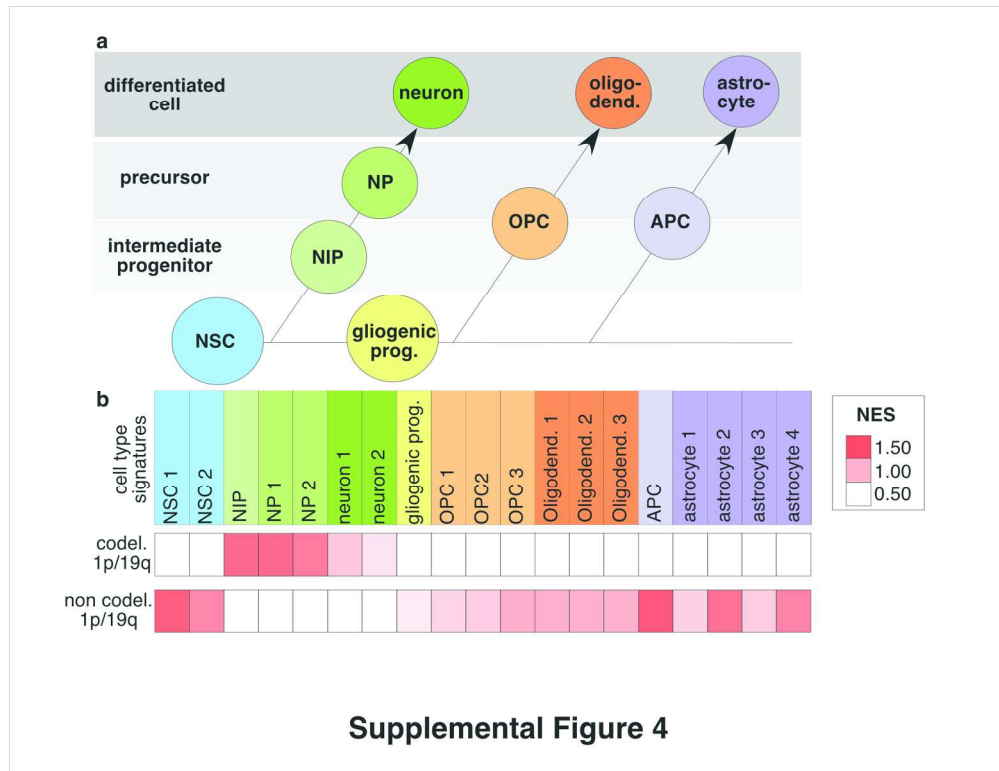 a
differentiated
cell
neuron
oligo-
dend.
astro-
cyte
precursor
NP
OPC
APC
intermediate
progenitor
NIP
NSC
gliogenic
prog.
b
cell type
signatures
NSC 1
NSC 2
NIP
NP 1
NP 2
neuron 1
neuron 2
gliogenic prog.
OPC 1
OPC2
OPC 3
Oligodend. 1
Oligodend. 2
Oligodend. 3
APC
astrocyte 1
astrocyte 2
astrocyte 3
astrocyte 4
NES
1.50
1.00
0.50
codel.
1p/19q
non codel.
1p/19q
Supplemental Figure 4